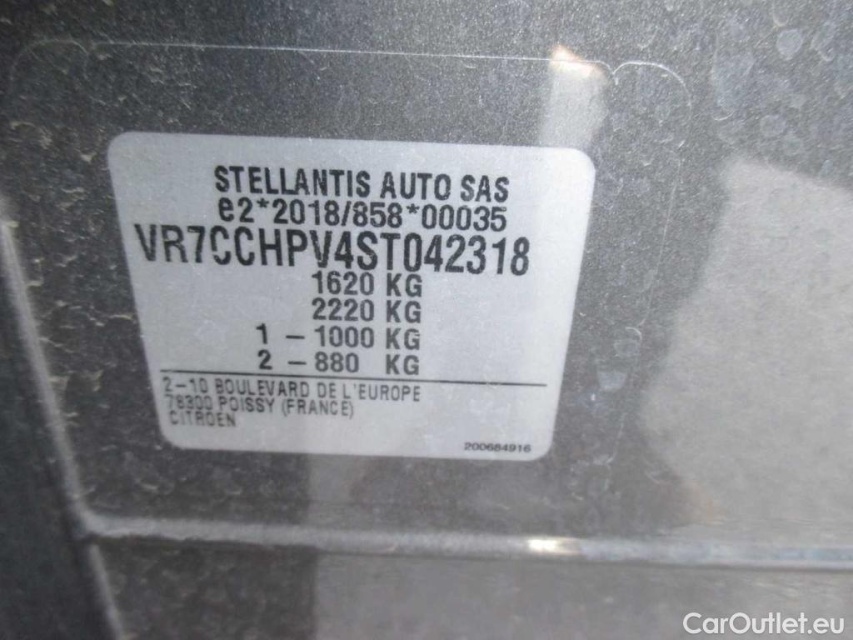 STELLANTIS AUTO SAS
e2*2018/858*00035
VR7CCHPV4ST042318
1620 KG
2220 KG
1 - 1000 KG
2 - 880 KG
2-10 BOULEVARD DE L'EUROPE
78300 POISSY (FRANCE)
CITROEN
200684916
CarOutlet.eu